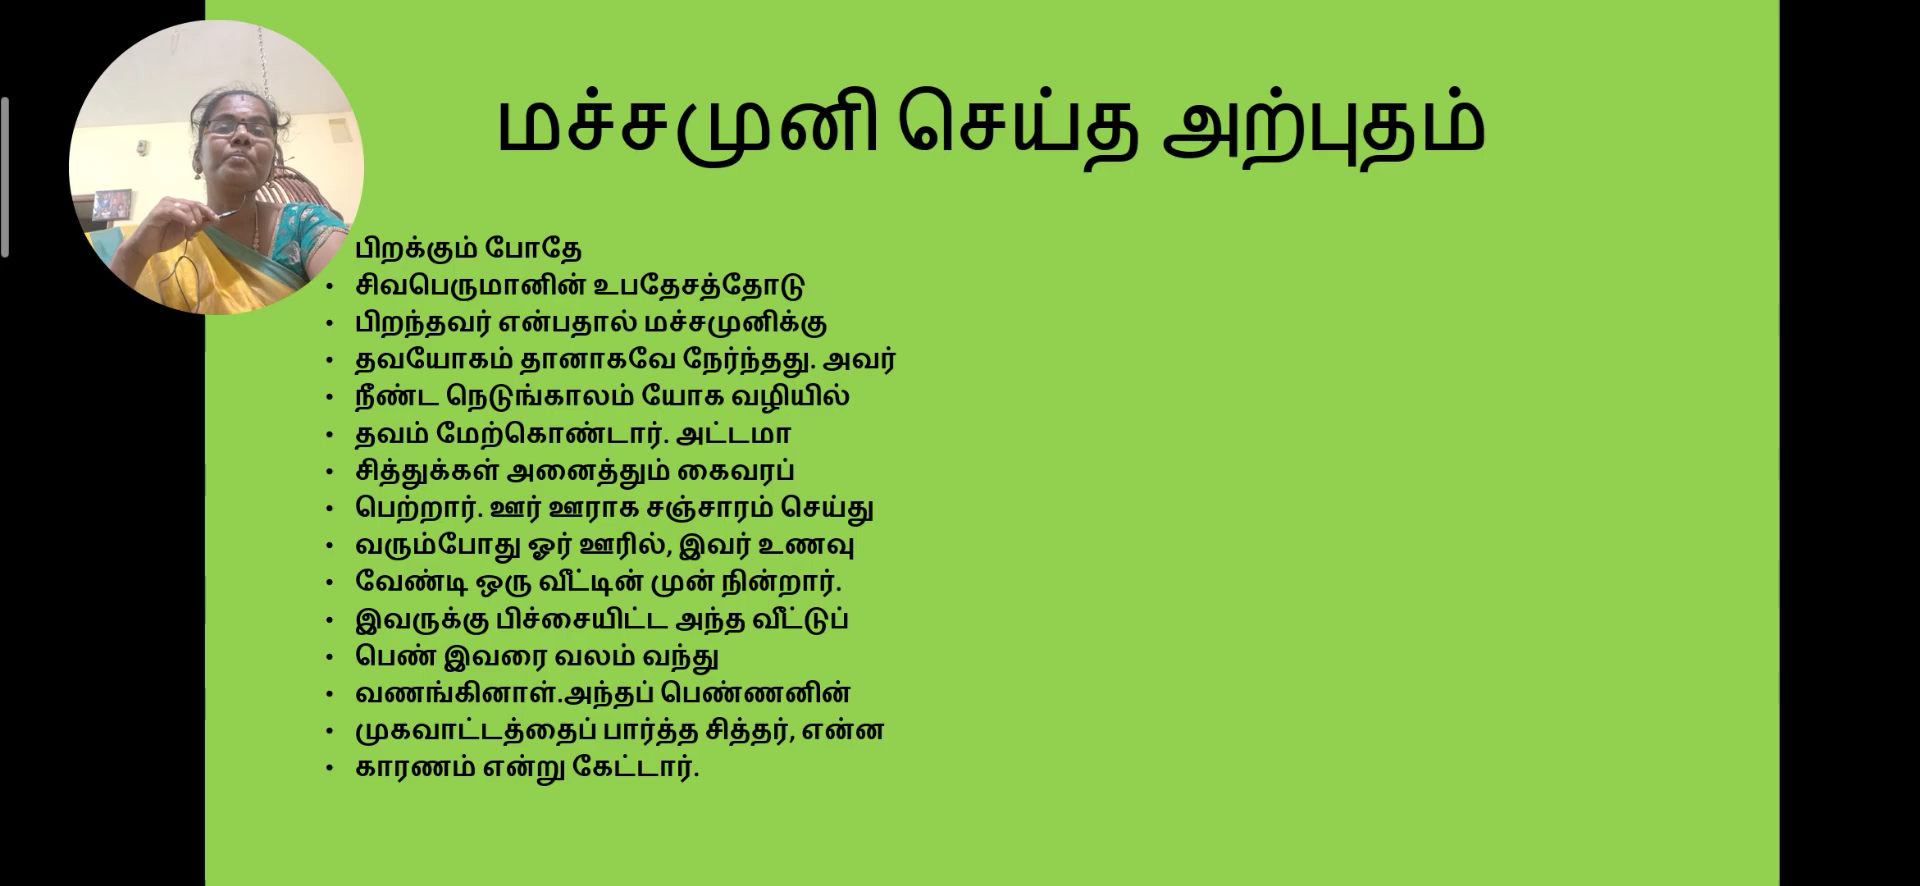 மச்சமுனி செய்த அற்புதம்
பிறக்கும் போதே
• சிவபெருமானின் உபதேசத்தோடு
• பிறந்தவர் என்பதால் மச்சமுனிக்கு
• தவயோகம் தானாகவே நேர்ந்தது. அவர்
• நீண்ட நெடுங்காலம் யோக வழியில்
• தவம் மேற்கொண்டார். அட்டமா
• சித்துக்கள் அனைத்தும் கைவரப்
• பெற்றார். ஊர் ஊராக சஞ்சாரம் செய்து
• வரும்போது ஓர் ஊரில், இவர் உணவு
• வேண்டி ஒரு வீட்டின் முன் நின்றார்.
• இவருக்கு பிச்சையிட்ட அந்த வீட்டுப்
• பெண் இவரை வலம் வந்து
• வணங்கினாள்.அந்தப் பெண்ணனின்
• முகவாட்டத்தைப் பார்த்த சித்தர், என்ன
• காரணம் என்று கேட்டார்.